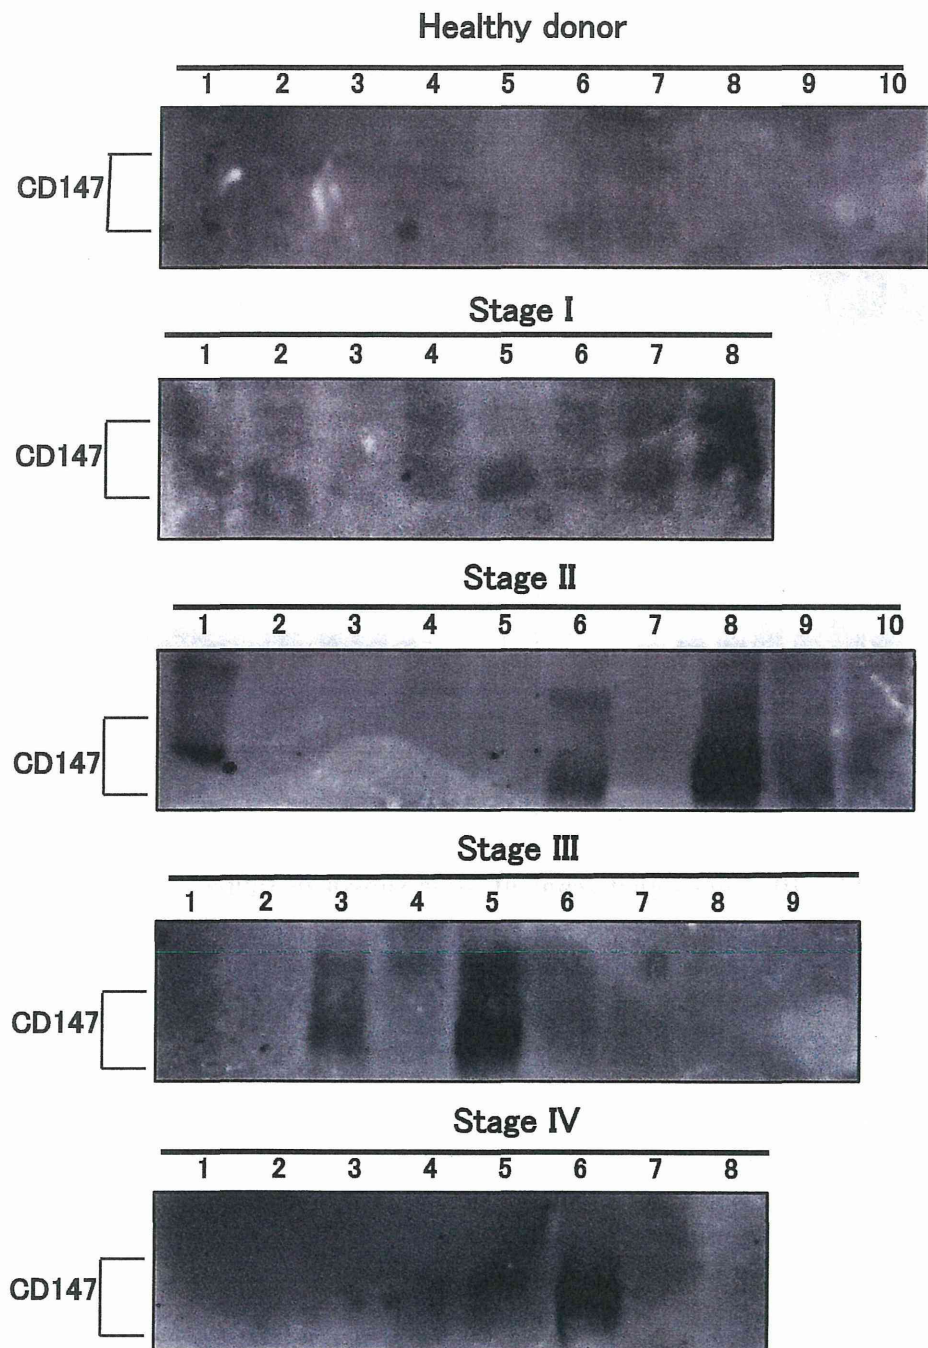 Healthy donor
1 2 3 4 5 6 7 8 9 10
CD147
Stage I
1 2 3 4 5 6 7 8
CD147
Stage II
1 2 3 4 5 6 7 8 9 10
CD147
Stage III
1 2 3 4 5 6 7 8 9
CD147
Stage IV
1 2 3 4 5 6 7 8
CD147